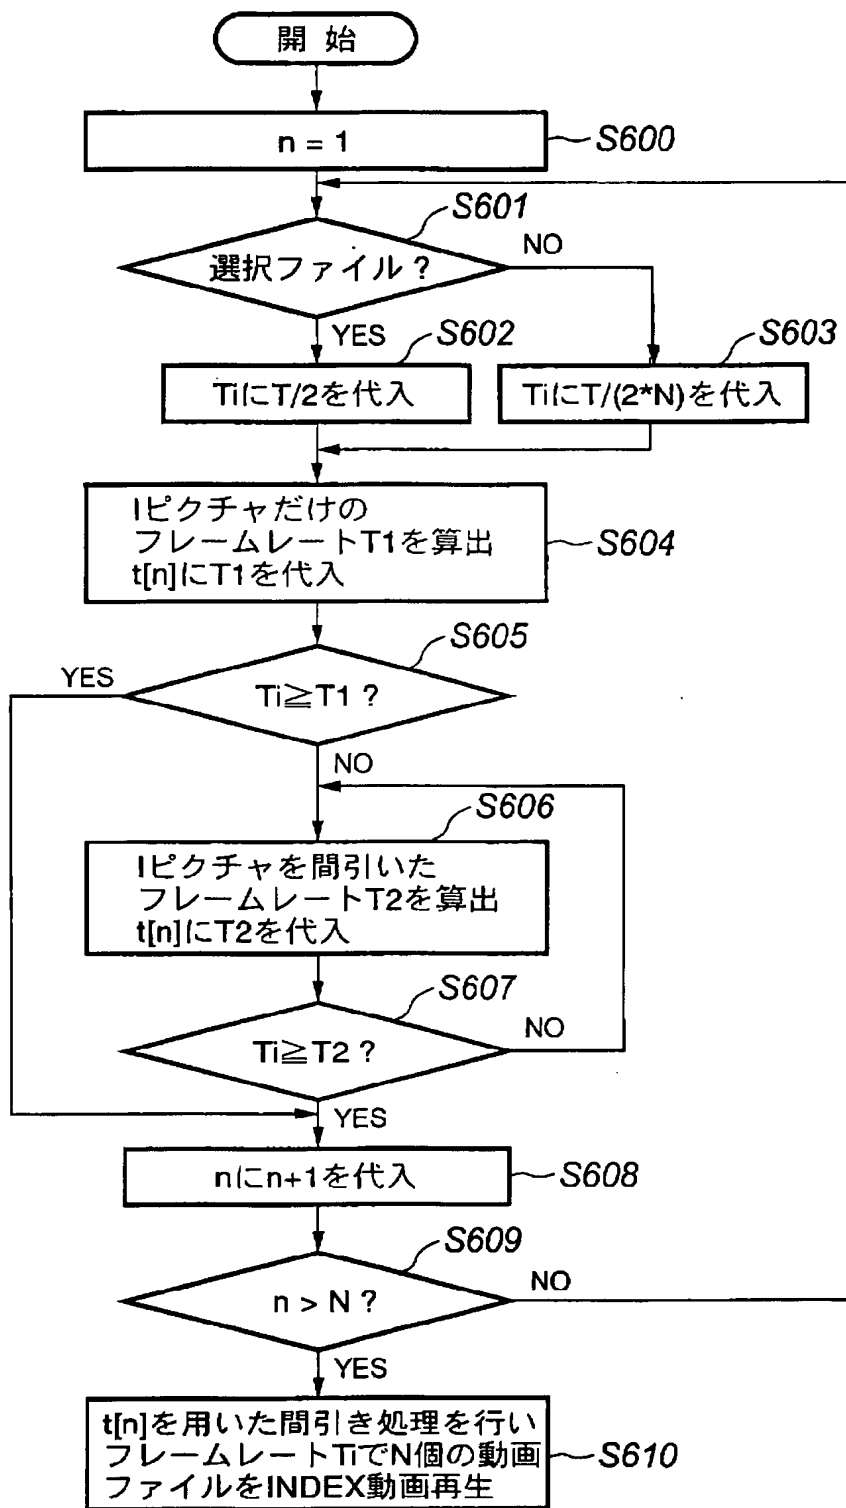 開 始
n = 1
S600
S601
選択ファイル？
NO
YES
S602
S603
TiにT/2を代入
TiにT/(2*N)を代入
Iピクチャだけの
フレームレートT1を算出
t[n]にT1を代入
S604
S605
YES
Ti≧T1？
NO
S606
Iピクチャを間引いた
フレームレートT2を算出
t[n]にT2を代入
S607
NO
Ti≧T2？
YES
nにn+1を代入
S608
S609
NO
n > N？
YES
t[n]を用いた間引き処理を行い
フレームレートTiでN個の動画
ファイルをINDEX動画再生
S610